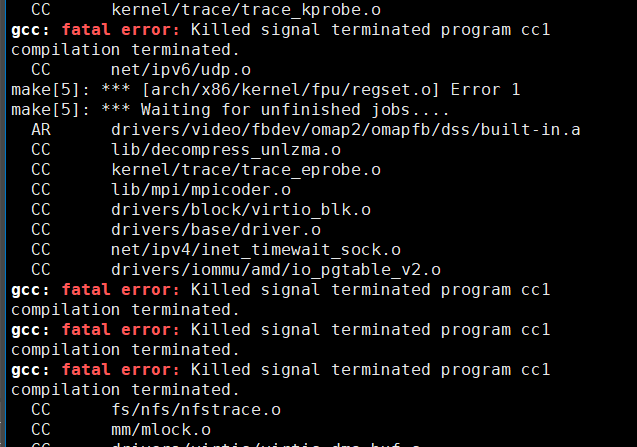 CC kernel/trace/trace_kprobe.o
gcc: fatal error: Killed signal terminated program cc1
compilation terminated.
CC net/ipv6/udp.o
make[5]: *** [arch/x86/kernel/fpu/regset.o] Error 1
make[5]: *** Waiting for unfinished jobs....
AR drivers/video/fbdev/omap2/omapfb/dss/built-in.a
CC lib/decompress_unlzma.o
CC kernel/trace/trace_eprobe.o
CC lib/mpi/mpicoder.o
CC drivers/block/virtio_blk.o
CC drivers/base/driver.o
CC net/ipv4/inet_timewait_sock.o
CC drivers/iommu/amd/io_pgtable_v2.o
gcc: fatal error: Killed signal terminated program cc1
compilation terminated.
gcc: fatal error: Killed signal terminated program cc1
compilation terminated.
gcc: fatal error: Killed signal terminated program cc1
compilation terminated.
CC fs/nfs/nfstrace.o
CC mm/mlock.o
CC drivers/virtio/virtio_dma_buf.o